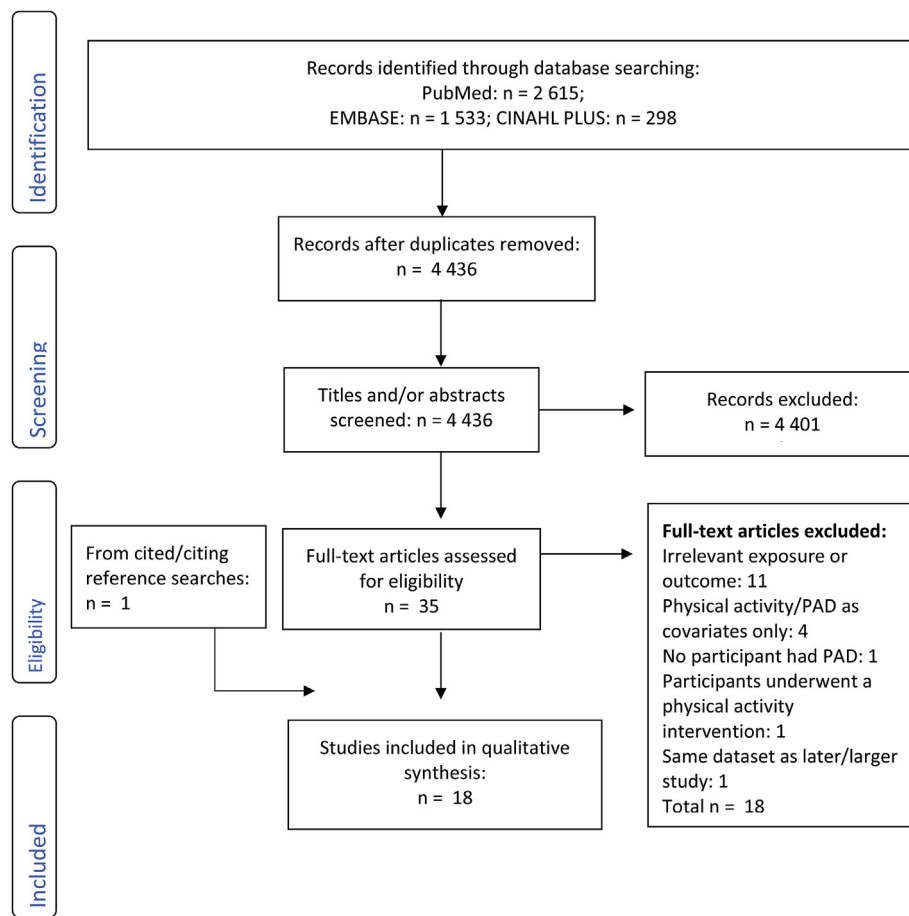 Identification
Records identified through database searching:
PubMed: n = 2 615;
EMBASE: n = 1 533; CINAHL PLUS: n = 298
Records after duplicates removed:
n = 4 436
Screening
Titles and/or abstracts
screened: n = 4 436
Records excluded:
n = 4 401
Eligibility
From cited/citing
reference searches:
n = 1
Full-text articles assessed
for eligibility
n = 35
Full-text articles excluded:
Irrelevant exposure or
outcome: 11
Physical activity/PAD as
covariates only: 4
No participant had PAD: 1
Participants underwent a
physical activity
intervention: 1
Same dataset as later/larger
study: 1
Total n = 18
Included
Studies included in qualitative
synthesis:
n = 18